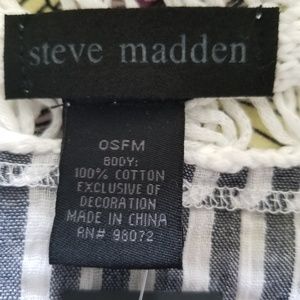 steve madden
OSFM
BODY:
100% COTTON
EXCLUSIVE OF
DECORATION
MADE IN CHINA
RN# 98072